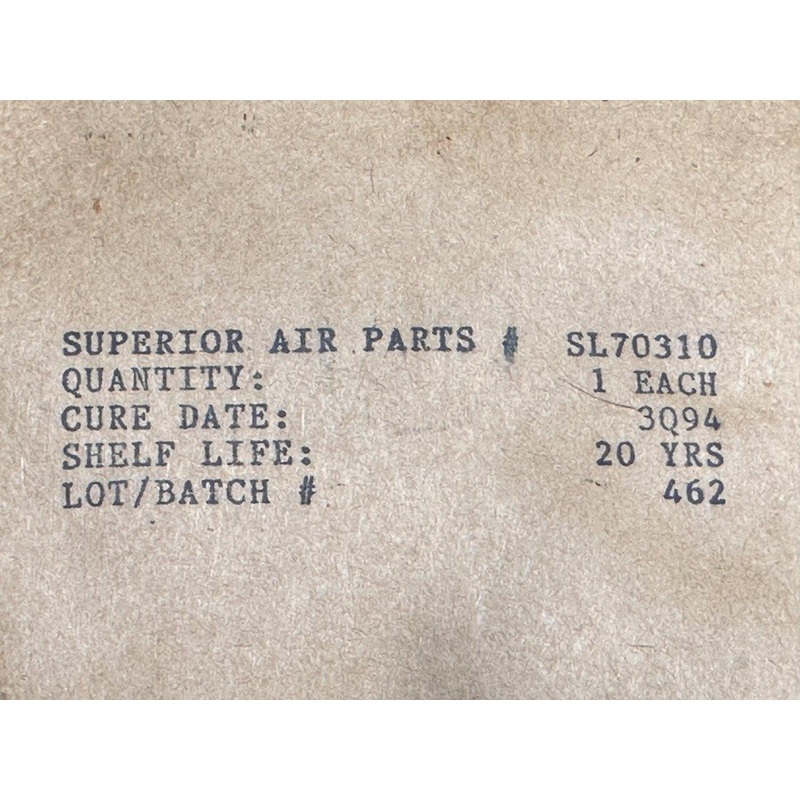 SUPERIOR AIR PARTS # SL70310
QUANTITY: 1 EACH
CURE DATE: 3Q94
SHELF LIFE: 20 YRS
LOT/BATCH # 462